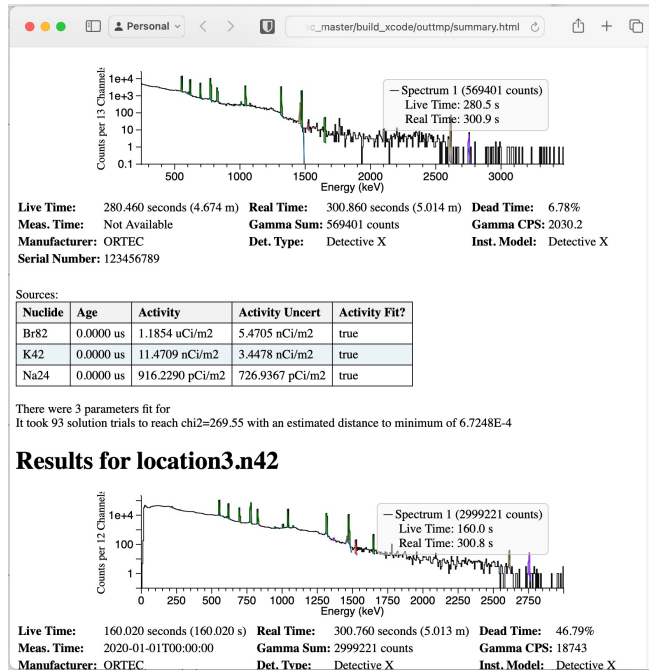 Personal
c_master/build_xcode/outtmp/summary.html
Counts per 13 Channels
1e+4
1e+3
100
10
1
0.1
Spectrum 1 (569401 counts)
Live Time: 280.5 s
Real Time: 300.9 s
500 1000 1500 2000 2500 3000
Energy (keV)
Live Time: 280.460 seconds (4.674 m) Real Time: 300.860 seconds (5.014 m) Dead Time: 6.78%
Meas. Time: Not Available Gamma Sum: 569401 counts Gamma CPS: 2030.2
Manufacturer: ORTEC Det. Type: Detective X Inst. Model: Detective X
Serial Number: 123456789
Sources:
Nuclide Age Activity Activity Uncert Activity Fit?
Br82 0.0000 us 1.1854 uCi/m2 5.4705 nCi/m2 true
K42 0.0000 us 11.4709 nCi/m2 3.4478 nCi/m2 true
Na24 0.0000 us 916.2290 pCi/m2 726.9367 pCi/m2 true
There were 3 parameters fit for
It took 93 solution trials to reach chi2=269.55 with an estimated distance to minimum of 6.7248E-4
Results for location3.n42
Counts per 12 Channels
1e+4
100
1
Spectrum 1 (2999221 counts)
Live Time: 160.0 s
Real Time: 300.8 s
0 250 500 750 1000 1250 1500 1750 2000 2250 2500 2750
Energy (keV)
Live Time: 160.020 seconds (160.020 s) Real Time: 300.760 seconds (5.013 m) Dead Time: 46.79%
Meas. Time: 2020-01-01T00:00:00 Gamma Sum: 2999221 counts Gamma CPS: 18743
Manufacturer: ORTEC Det. Type: Detective X Inst. Model: Detective X